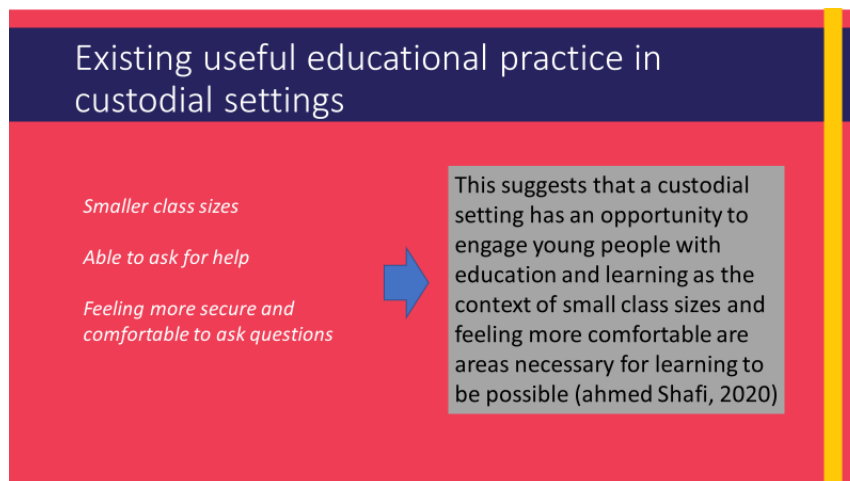 Existing useful educational practice in
custodial settings
Smaller class sizes
Able to ask for help
Feeling more secure and
comfortable to ask questions
This suggests that a custodial
setting has an opportunity to
engage young people with
education and learning as the
context of small class sizes and
feeling more comfortable are
areas necessary for learning to
be possible (ahmed Shafi, 2020)